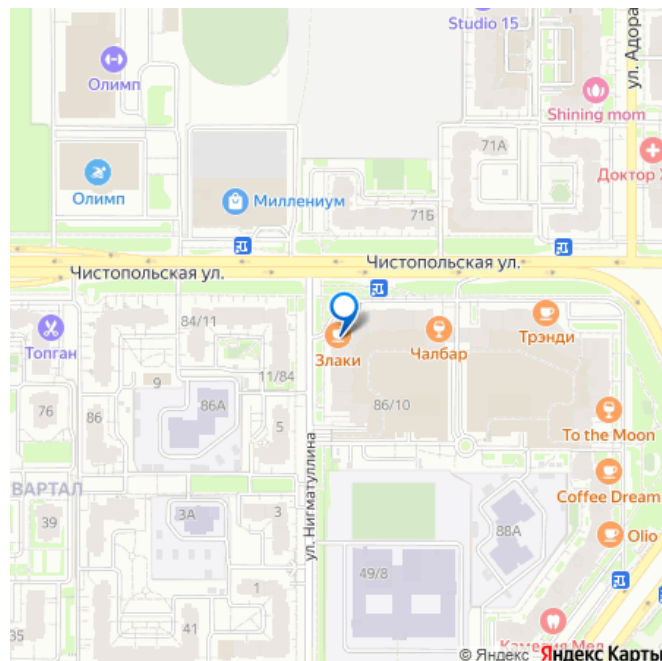 Studio 15
ул. Адора
Олимп
Shining mom
71А
Доктор
Олимп
Миллениум
71Б
Чистопольская ул.
Чистопольская ул.
84/11
Топган
Злаки
Чалбар
Трэнди
11/84
9
76
86
86А
5
86/10
To the Moon
ул. Нигматуллина
ВАРТАЛ
Coffee Dream
39
3А
3
88А
Olio
49/8
1
35
41
Камелия Мед
© Яндекс Яндекс Карты